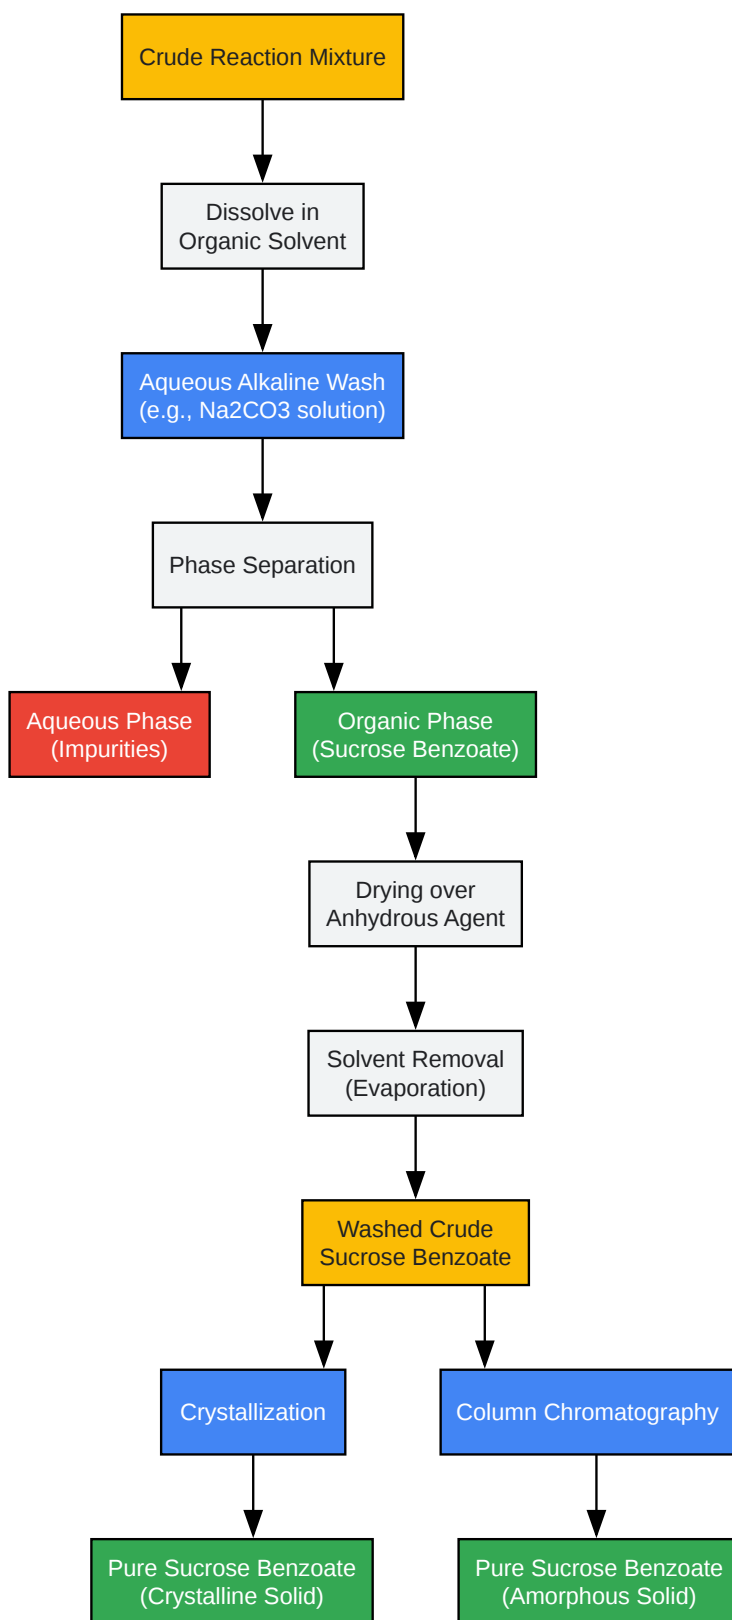 Crude Reaction Mixture
Dissolve in
Organic Solvent
Aqueous Alkaline Wash
(e.g., Na2CO3 solution)
Phase Separation
Aqueous Phase
(Impurities)
Organic Phase
(Sucrose Benzoate)
Drying over
Anhydrous Agent
Solvent Removal
(Evaporation)
Washed Crude
Sucrose Benzoate
Crystallization
Column Chromatography
Pure Sucrose Benzoate
(Crystalline Solid)
Pure Sucrose Benzoate
(Amorphous Solid)